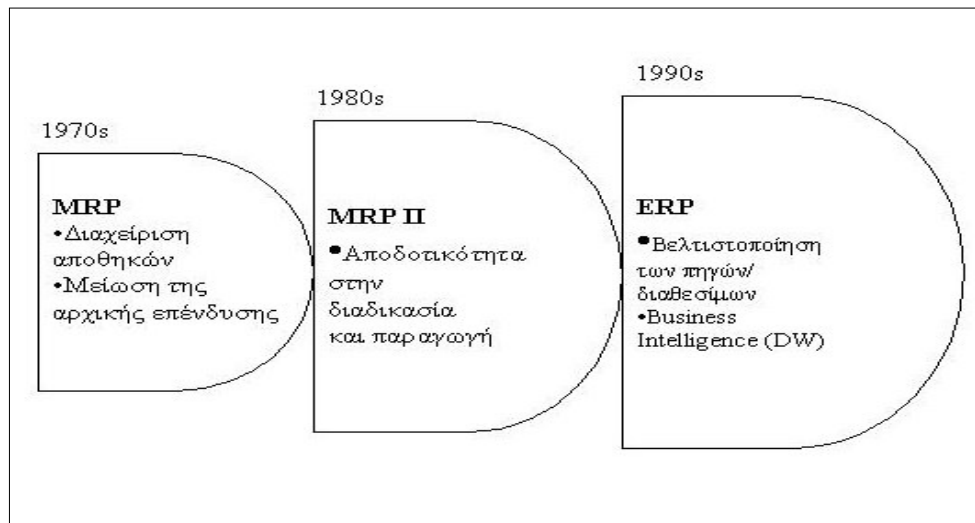 1970s
MRP
•Διαχείριση
αποθηκών
•Μείωση της
αρχικής επένδυσης
1980s
MRP II
•Αποδοτικότητα
στην
διαδικασία
και παραγωγή
1990s
ERP
•Βελτιστοποίηση
των πηγών/
διαθεσίμων
•Business
Intelligence (DW)